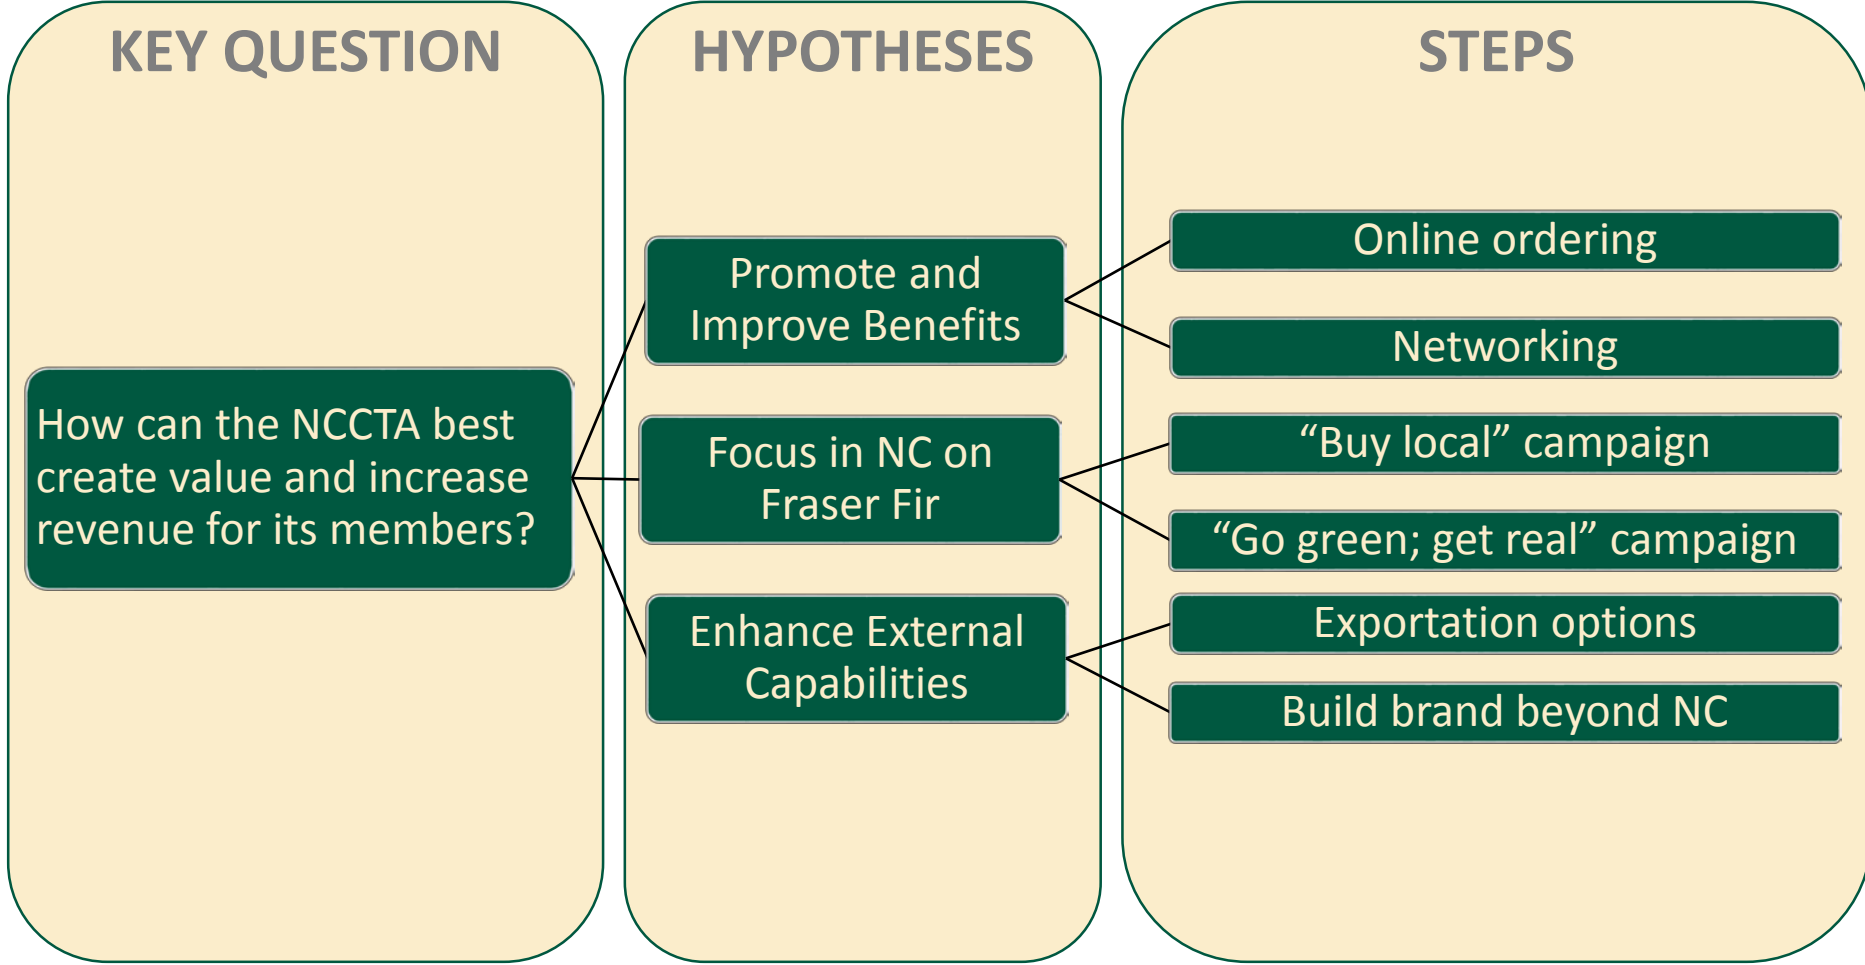 KEY QUESTION
HYPOTHESES
STEPS
How can the NCCTA best
create value and increase
revenue for its members?
Promote and
Improve Benefits
Focus in NC on
Fraser Fir
Enhance External
Capabilities
Online ordering
Networking
“Buy local” campaign
“Go green; get real” campaign
Exportation options
Build brand beyond NC